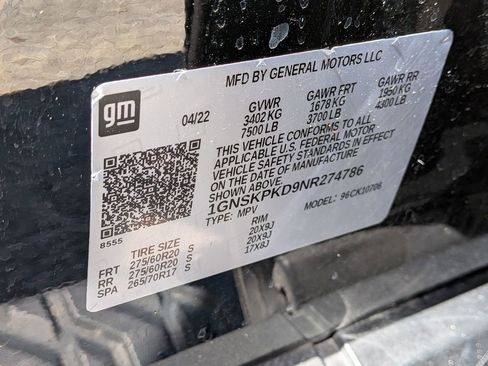 MFD BY GENERAL MOTORS LLC
gm
04/22
GVWR GAWR FRT GAWR RR
3402 KG 1678 KG 1950 KG
7500 LB 3700 LB 4300 LB
THIS VEHICLE CONFORMS TO ALL
APPLICABLE U.S. FEDERAL MOTOR
VEHICLE SAFETY STANDARDS IN EFFECT
ON THE DATE OF MANUFACTURE
1GNSKPKD9NR274786
TYPE: MPV MODEL: 96CK10706
8555
TIRE SIZE RIM
FRT 275/60R20 S 20X9J
RR 275/60R20 S 20X9J
SPA 265/70R17 S 17X8J